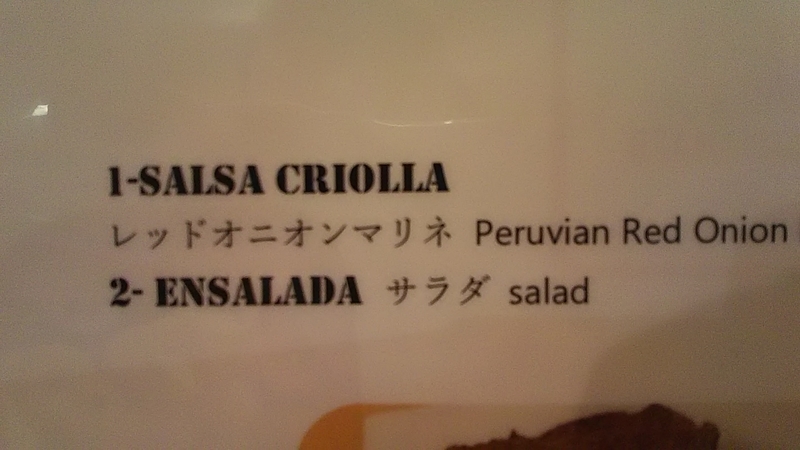 1-SALSA CRIOLLA
レッドオニオンマリネ Peruvian Red Onion
2- ENSALADA サラダ salad